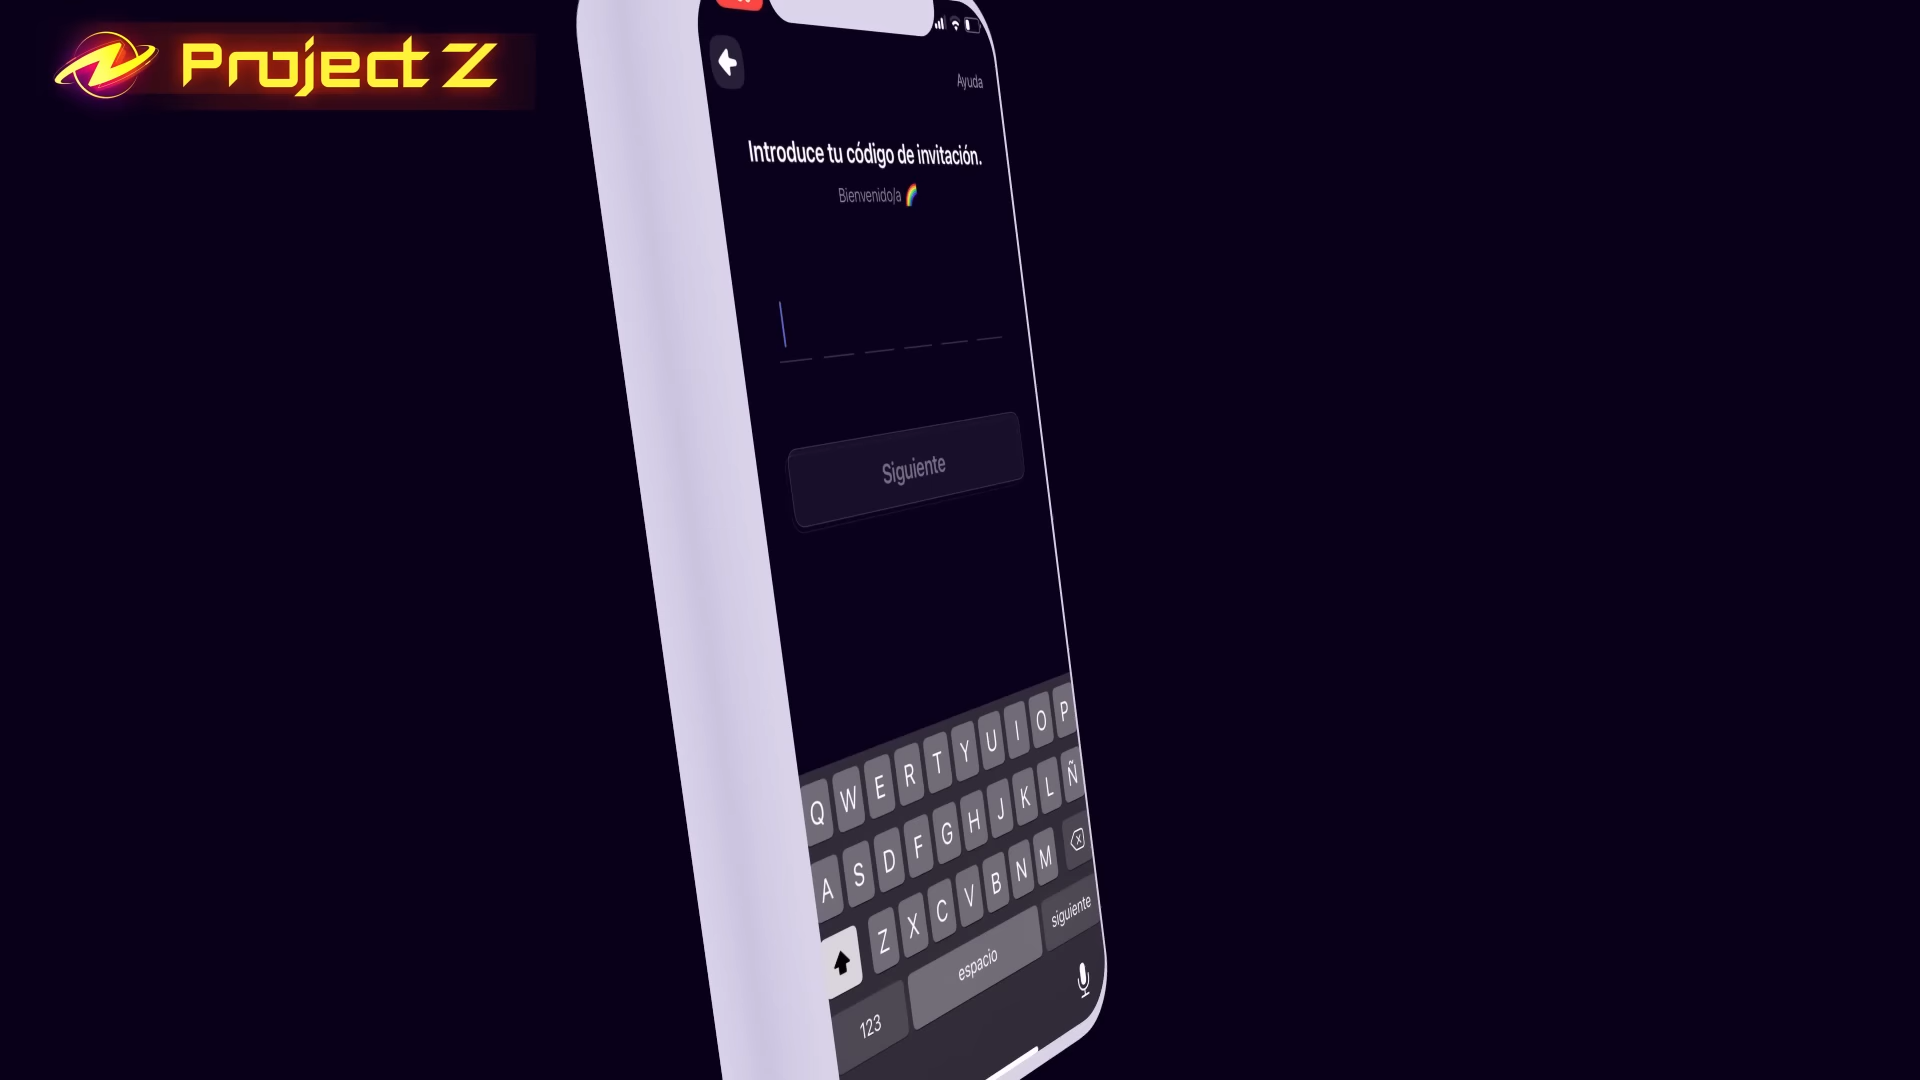 Project Z
Ayuda
Introduce tu código de invitación.
Bienvenido/a 🌈
Siguiente
Q W E R T Y U I O P
A S D F G H J K L Ñ
Z X C V B N M
123 espacio siguiente